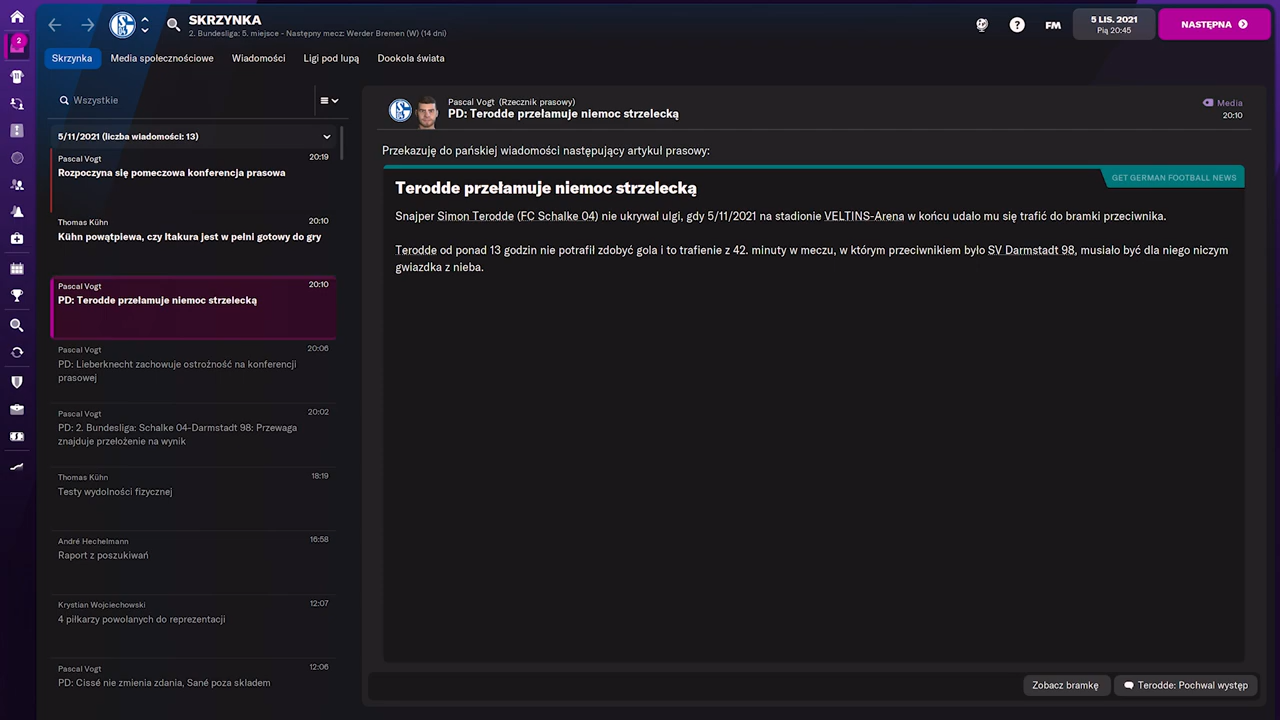 2
SKRZYNKA
2. Bundesliga: 5. miejsce - Następny mecz: Werder Bremen (W) (14 dni)
FM
5 LIS. 2021
Pią 20:45
NASTĘPNA
Skrzynka
Media społecznościowe
Wiadomości
Ligi pod lupą
Dookoła świata
Wszystkie
5/11/2021 (liczba wiadomości: 13)
Pascal Vogt 20:19
Rozpoczyna się pomeczowa konferencja prasowa
Thomas Kühn 20:10
Kühn powątpiewa, czy Itakura jest w pełni gotowy do gry
Pascal Vogt 20:10
PD: Terodde przełamuje niemoc strzelecką
Pascal Vogt 20:06
PD: Lieberknecht zachowuje ostrożność na konferencji
prasowej
Pascal Vogt 20:02
PD: 2. Bundesliga: Schalke 04-Darmstadt 98: Przewaga
znajduje przełożenie na wynik
Thomas Kühn 18:19
Testy wydolności fizycznej
André Hechelmann 16:58
Raport z poszukiwań
Krystian Wojciechowski 12:07
4 piłkarzy powołanych do reprezentacji
Pascal Vogt 12:06
PD: Cissé nie zmienia zdania, Sané poza składem
Pascal Vogt (Rzecznik prasowy)
PD: Terodde przełamuje niemoc strzelecką
Media
20:10
Przekazuję do pańskiej wiadomości następujący artykuł prasowy:
GET GERMAN FOOTBALL NEWS
Terodde przełamuje niemoc strzelecką
Snajper Simon Terodde (FC Schalke 04) nie ukrywał ulgi, gdy 5/11/2021 na stadionie VELTINS-Arena w końcu udało mu się trafić do bramki przeciwnika.
Terodde od ponad 13 godzin nie potrafił zdobyć gola i to trafienie z 42. minuty w meczu, w którym przeciwnikiem było SV Darmstadt 98, musiało być dla niego niczym
gwiazdka z nieba.
Zobacz bramkę
Terodde: Pochwal występ